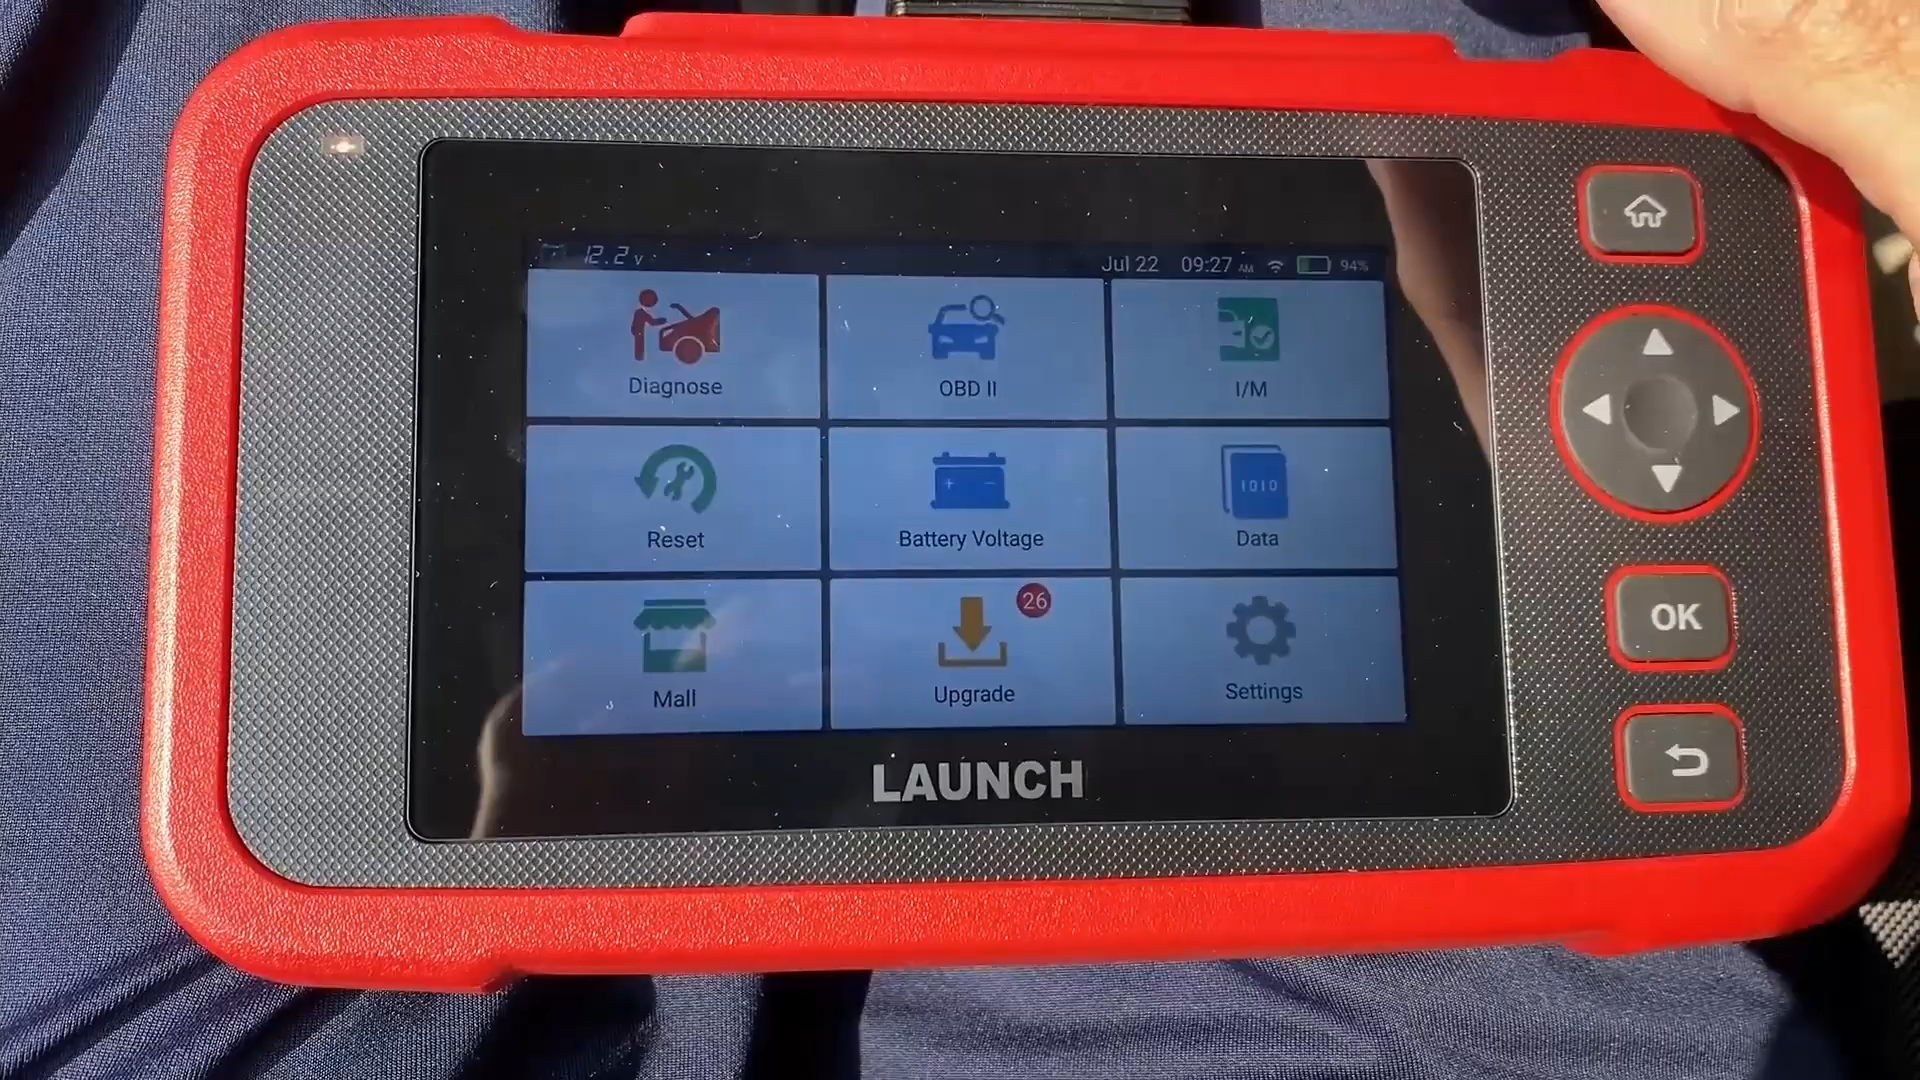 12.2 v
Jul 22 09:27 AM 94%
Diagnose
OBD II
I/M
Reset
Battery Voltage
1010
Data
Mall
26
Upgrade
Settings
LAUNCH
OK